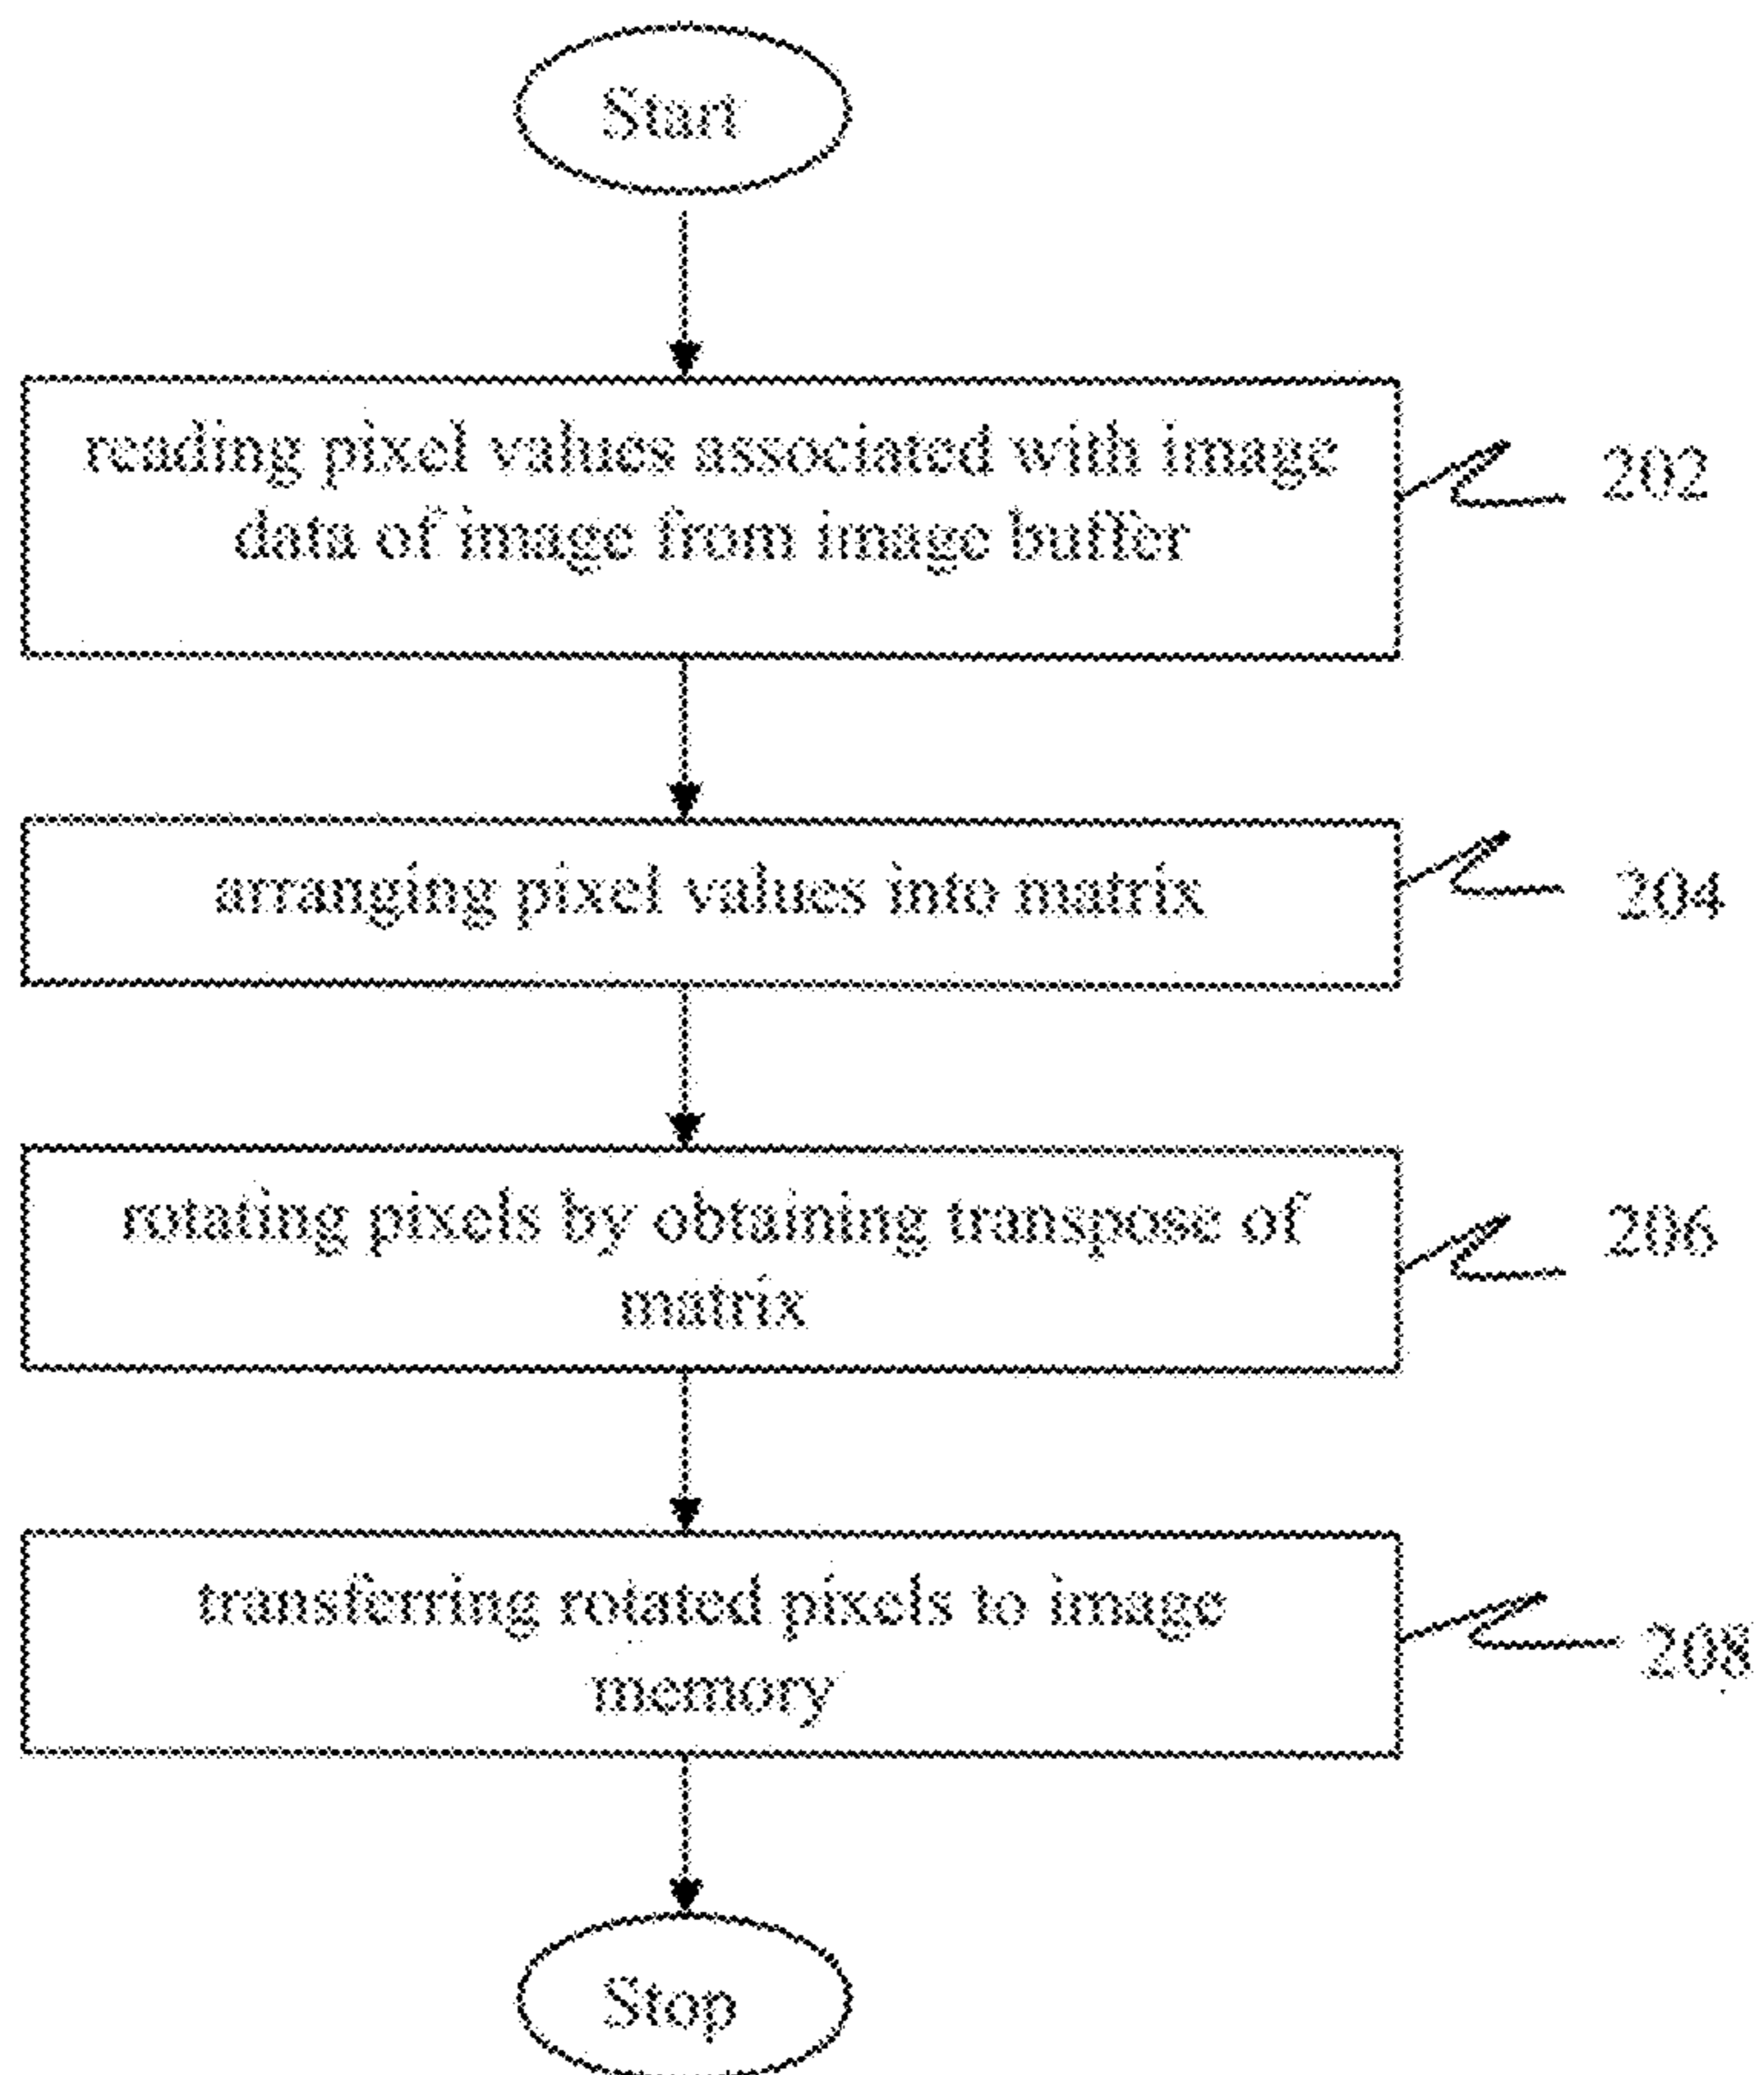 Start
reading pixel values associated with image
data of image from image buffer
202
arranging pixel values into matrix
204
rotating pixels by obtaining transpose of
matrix
206
transferring rotated pixels to image
memory
208
Stop